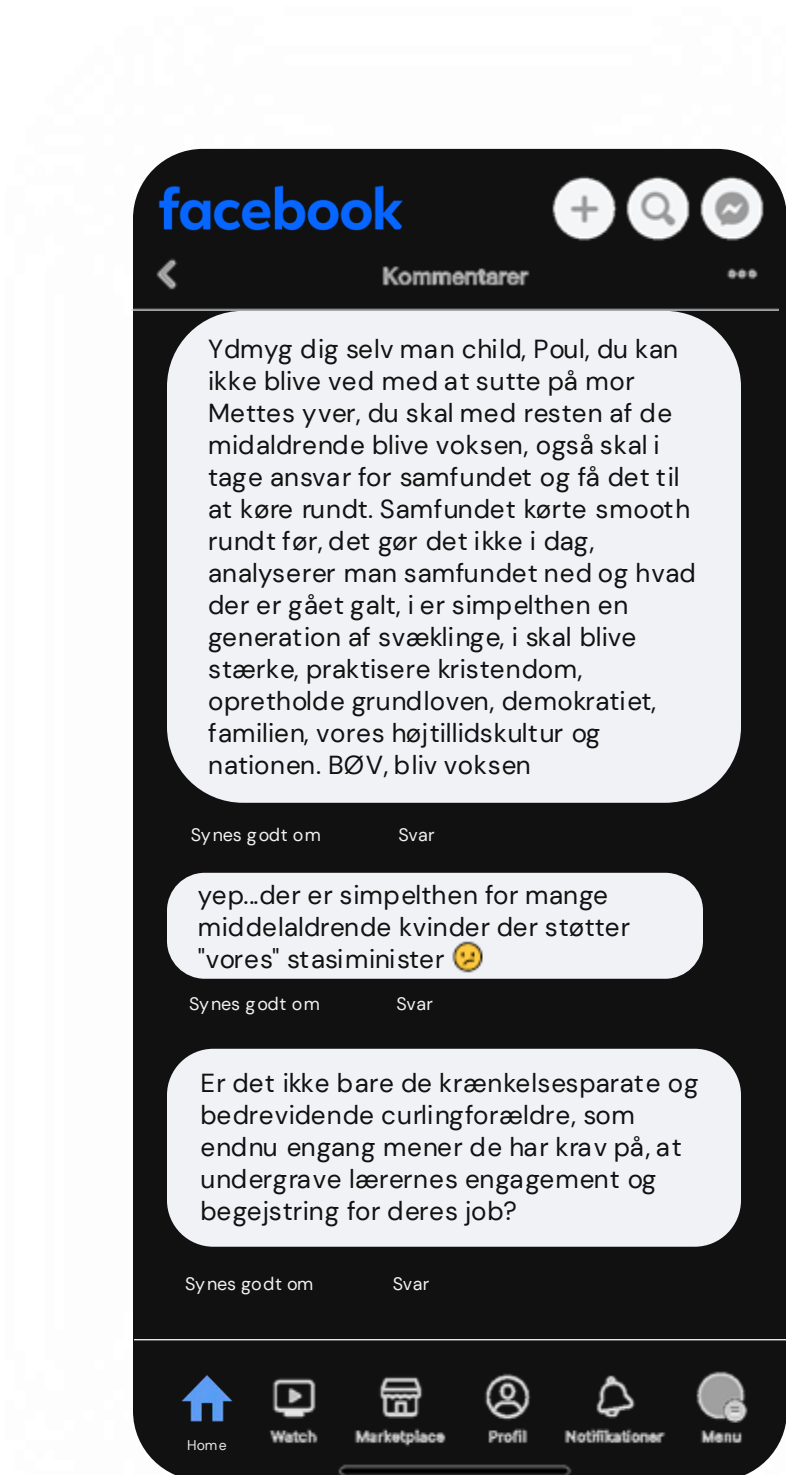 facebook
Kommentarer
Ydmyg dig selv man child, Poul, du kan
ikke blive ved med at sutte på mor
Mettes yver, du skal med resten af de
midaldrende blive voksen, også skal i
tage ansvar for samfundet og få det til
at køre rundt. Samfundet kørte smooth
rundt før, det gør det ikke i dag,
analyserer man samfundet ned og hvad
der er gået galt, i er simpelthen en
generation af svæklinge, i skal blive
stærke, praktisere kristendom,
opretholde grundloven, demokratiet,
familien, vores højtillidskultur og
nationen. BØV, bliv voksen
Synes godt om Svar
yep...der er simpelthen for mange
middelaldrende kvinder der støtter
"vores" stasiminister 🫤
Synes godt om Svar
Er det ikke bare de krænkelsesparate og
bedrevidende curlingforældre, som
endnu engang mener de har krav på, at
undergrave lærernes engagement og
begejstring for deres job?
Synes godt om Svar
Home Watch Marketplace Profil Notifikationer Menu